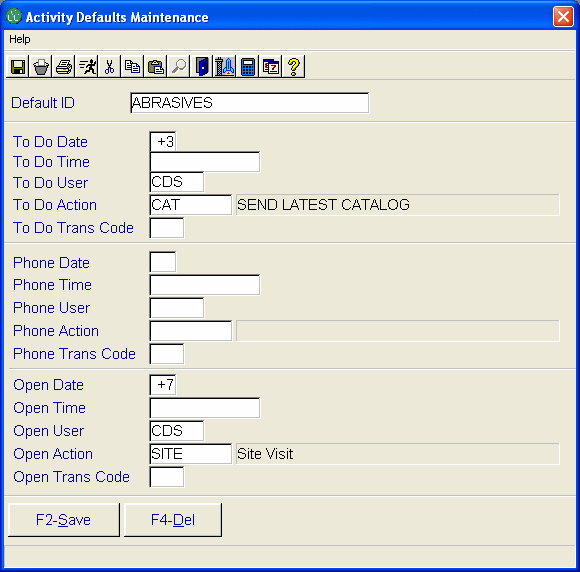 Activity Defaults Maintenance
Help
Default ID ABRASIVES
To Do Date +3
To Do Time
To Do User CDS
To Do Action CAT SEND LATEST CATALOG
To Do Trans Code
Phone Date
Phone Time
Phone User
Phone Action
Phone Trans Code
Open Date +7
Open Time
Open User CDS
Open Action SITE Site Visit
Open Trans Code
F2-Save F4-Del